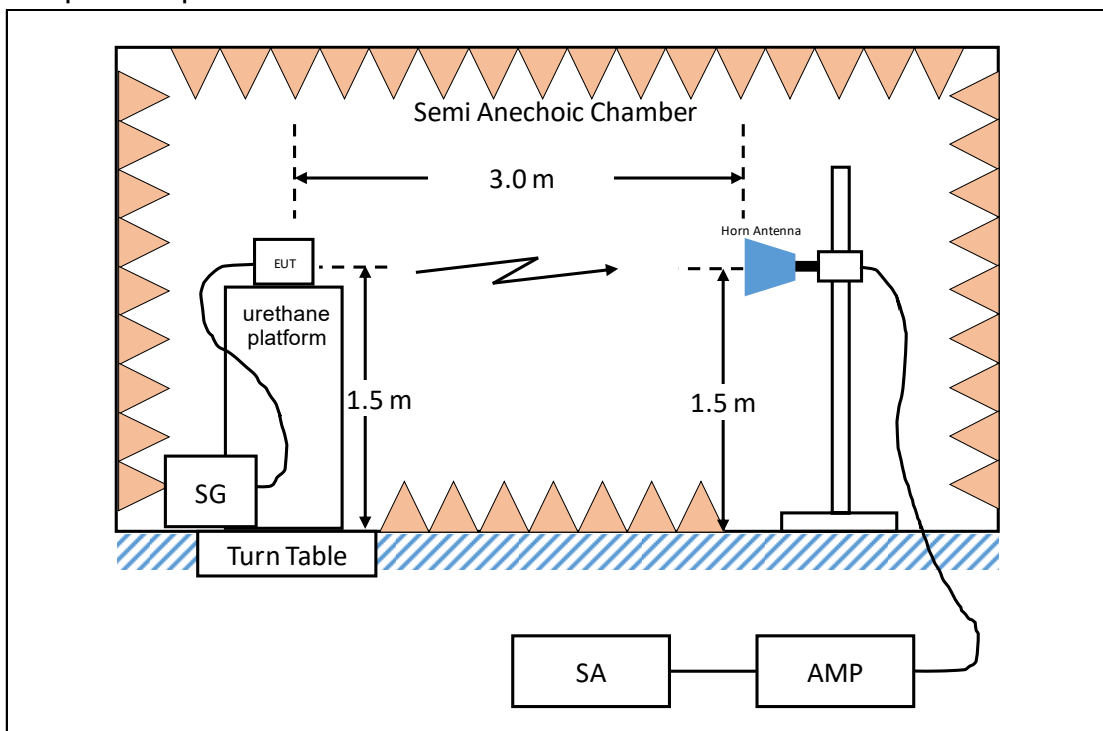 Semi Anechoic Chamber
3.0 m
Horn Antenna
EUT
urethane
platform
1.5 m
1.5 m
SG
Turn Table
SA
AMP